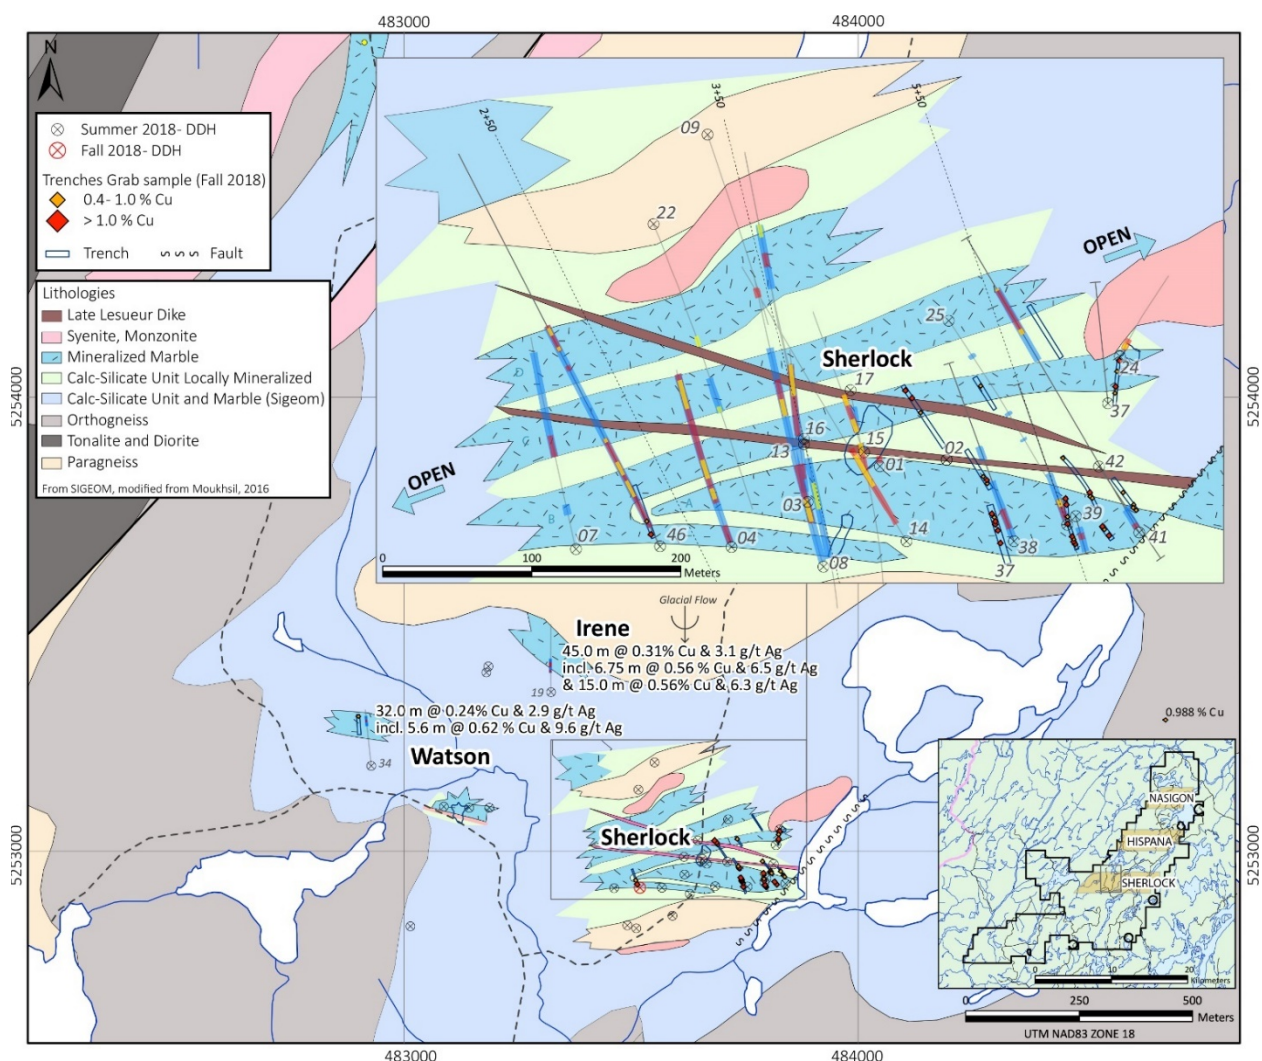 483000
484000
N
Summer 2018- DDH
Fall 2018- DDH
Trenches Grab sample (Fall 2018)
0.4- 1.0 % Cu
> 1.0 % Cu
Trench
Fault
Lithologies
Late Lesueur Dike
Syenite, Monzonite
Mineralized Marble
Calc-Silicate Unit Locally Mineralized
Calc-Silicate Unit and Marble (Sigeom)
Orthogneiss
Tonalite and Diorite
Paragneiss
From SIGEOM, modified from Moukhsil, 2016
2+50
3+50
5+50
09
22
OPEN
25
Sherlock
24
17
37
16
13
15
01
02
42
OPEN
03
14
39
07
46
04
08
38
41
37
D
C
B
A
0
100
200
Meters
5254000
5254000
Glacial Flow
Irene
45.0 m @ 0.31% Cu & 3.1 g/t Ag
incl. 6.75 m @ 0.56 % Cu & 6.5 g/t Ag
& 15.0 m @ 0.56% Cu & 6.3 g/t Ag
19
32.0 m @ 0.24% Cu & 2.9 g/t Ag
incl. 5.6 m @ 0.62 % Cu & 9.6 g/t Ag
0.988 % Cu
Watson
34
Sherlock
5253000
5253000
NASIGON
HISPANA
SHERLOCK
0
10
20
Kilometers
0
250
500
Meters
UTM NAD83 ZONE 18
483000
484000